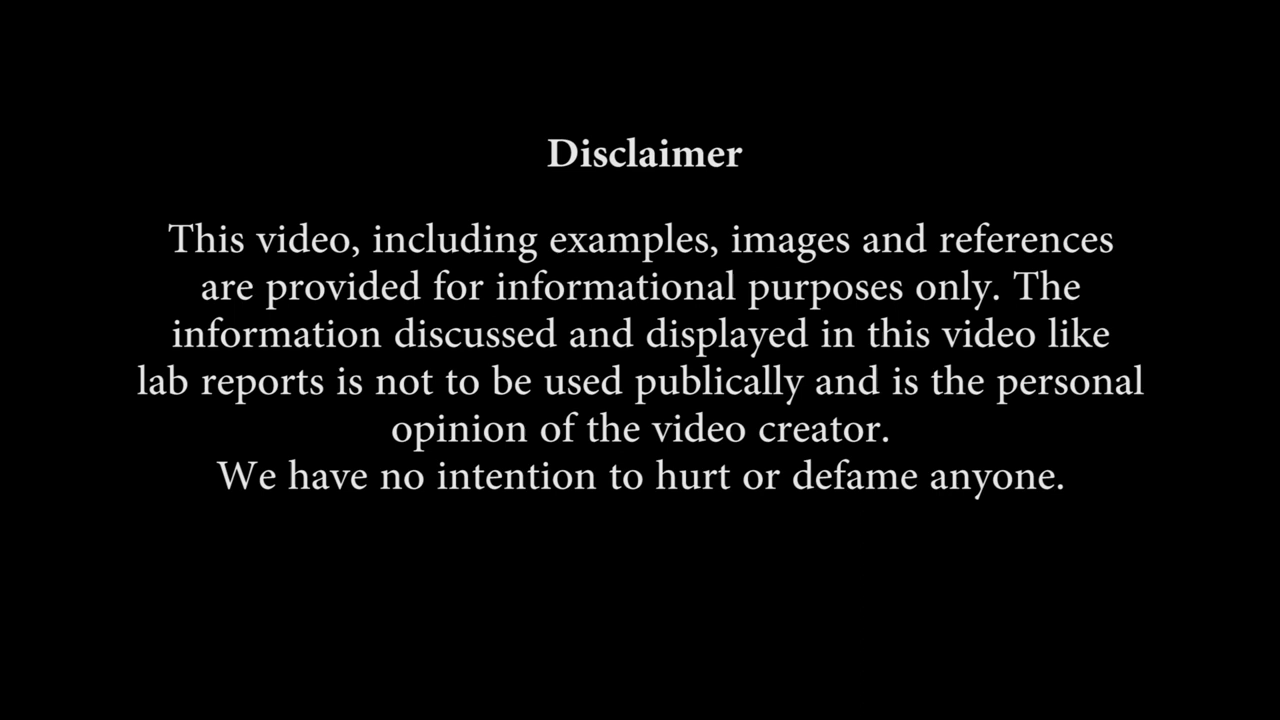 Disclaimer
This video, including examples, images and references
are provided for informational purposes only. The
information discussed and displayed in this video like
lab reports is not to be used publically and is the personal
opinion of the video creator.
We have no intention to hurt or defame anyone.